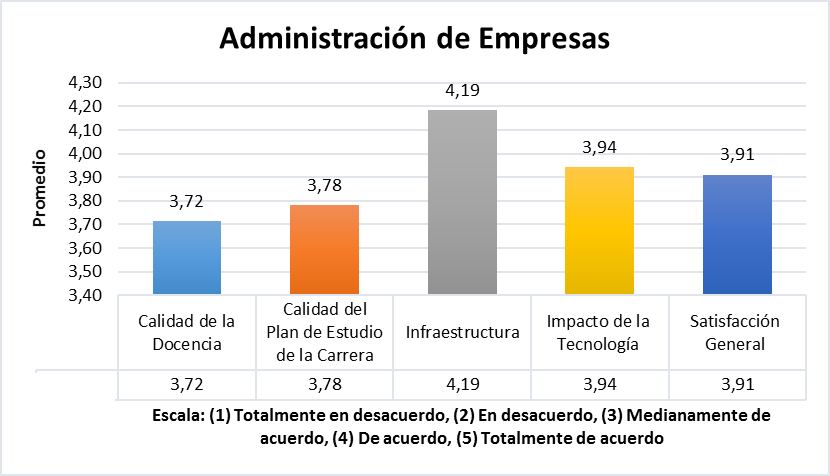 Administración de Empresas
Promedio
4,30
4,20
4,10
4,00
3,90
3,80
3,70
3,60
3,50
3,40
3,72
3,78
4,19
3,94
3,91
Calidad de la
Docencia
Calidad del
Plan de Estudio
de la Carrera
Infraestructura
Impacto de la
Tecnología
Satisfacción
General
3,72
3,78
4,19
3,94
3,91
Escala: (1) Totalmente en desacuerdo, (2) En desacuerdo, (3) Medianamente de
acuerdo, (4) De acuerdo, (5) Totalmente de acuerdo